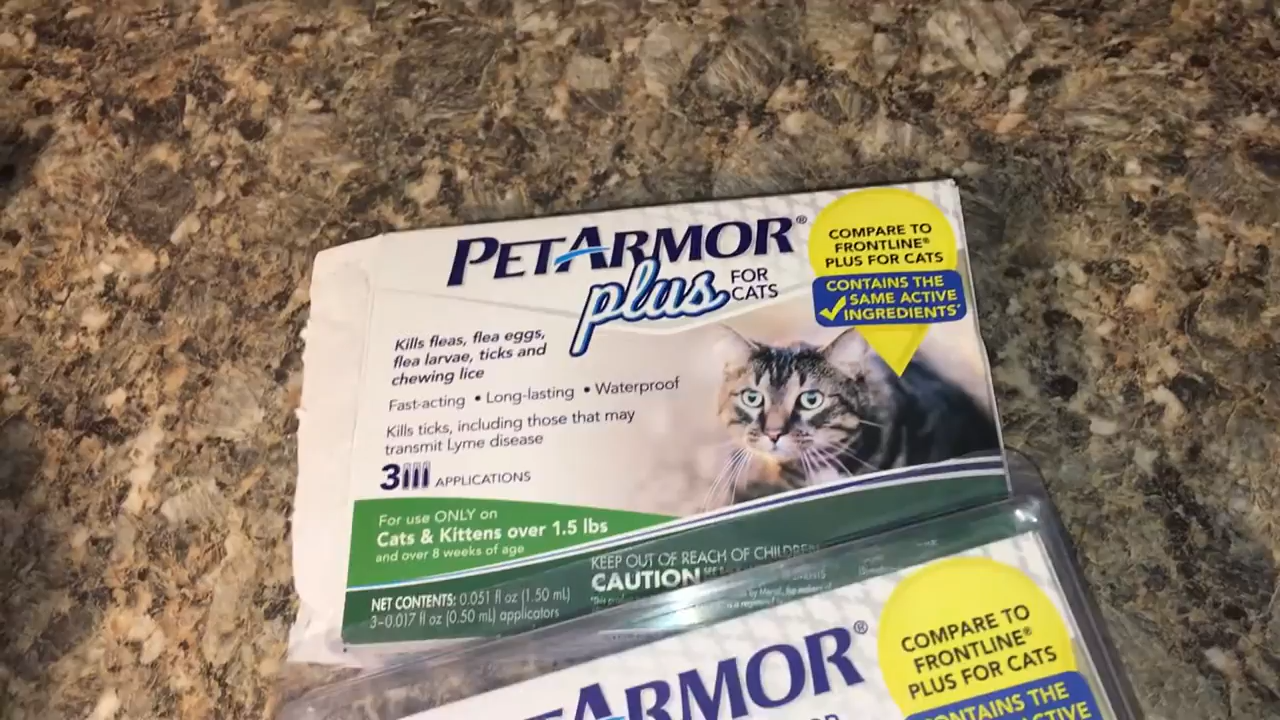 PETARMOR®
plus FOR
CATS
COMPARE TO
FRONTLINE®
PLUS FOR CATS
CONTAINS THE
SAME ACTIVE
INGREDIENTS*
Kills fleas, flea eggs,
flea larvae, ticks and
chewing lice
Fast-acting • Long-lasting • Waterproof
Kills ticks, including those that may
transmit Lyme disease
3 APPLICATIONS
For use ONLY on
Cats & Kittens over 1.5 lbs
and over 8 weeks of age
KEEP OUT OF REACH OF CHILDREN
CAUTION
NET CONTENTS: 0.051 fl oz (1.50 mL)
3-0.017 fl oz (0.50 mL) applicators
PETARMOR®
COMPARE TO
FRONTLINE®
PLUS FOR CATS
CONTAINS THE
ACTIVE